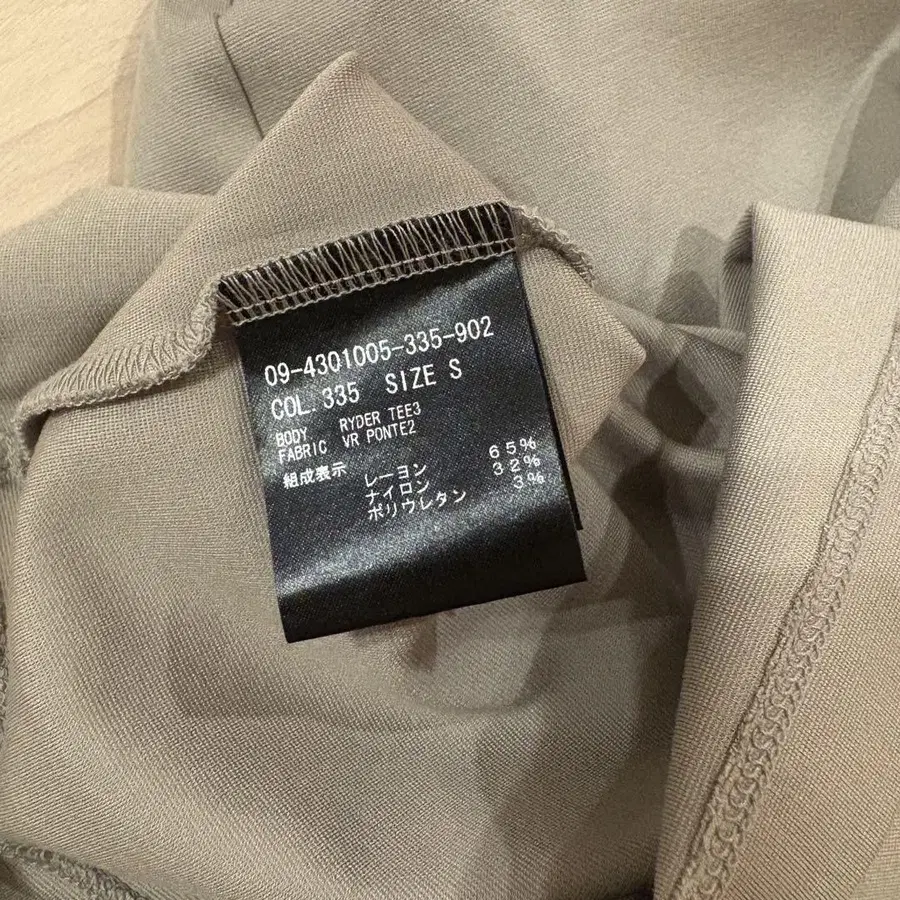 09-4301005-335-902
COL.335 SIZE S
BODY RYDER TEE3
FABRIC VR PONTE2
組成表示 レーヨン 65%
ナイロン 32%
ポリウレタン 3%